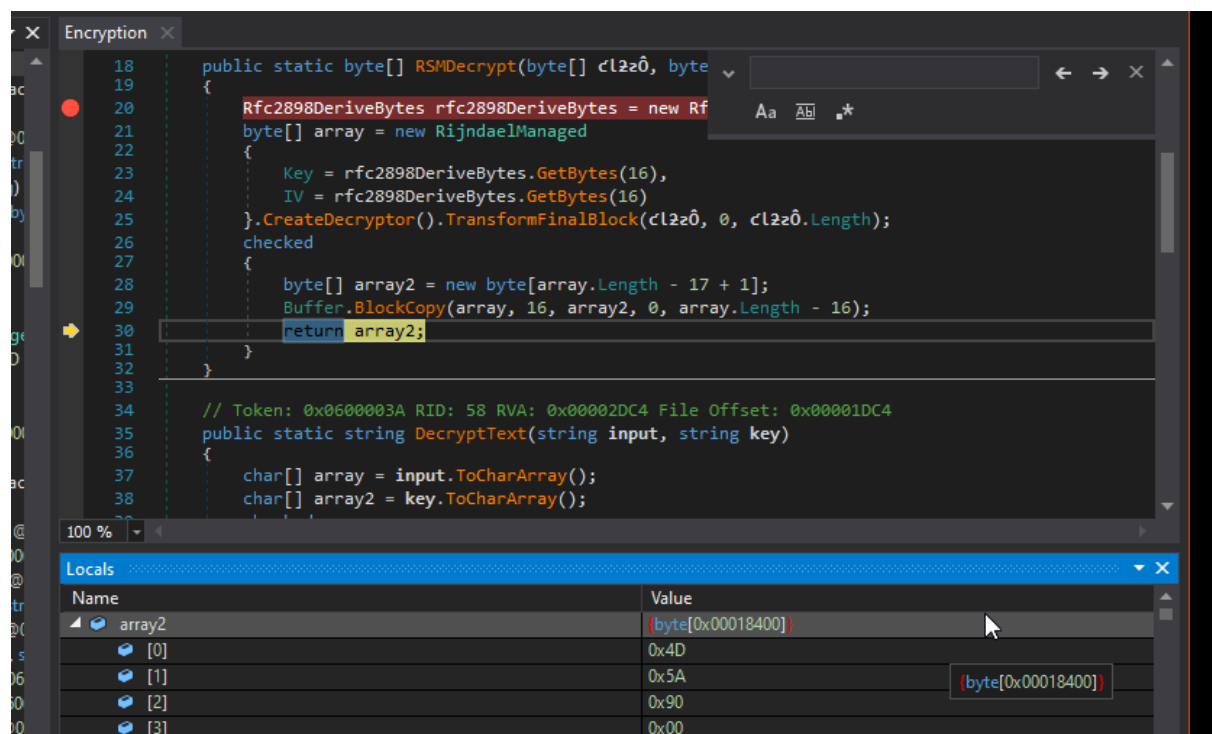 Encryption
18 public static byte[] RSMDecrypt(byte[] ƈƖƻƨÔ, byte
19 {
20 Rfc2898DeriveBytes rfc2898DeriveBytes = new Rf
21 byte[] array = new RijndaelManaged
22 {
23 Key = rfc2898DeriveBytes.GetBytes(16),
24 IV = rfc2898DeriveBytes.GetBytes(16)
25 }.CreateDecryptor().TransformFinalBlock(ƈƖƻƨÔ, 0, ƈƖƻƨÔ.Length);
26 checked
27 {
28 byte[] array2 = new byte[array.Length - 17 + 1];
29 Buffer.BlockCopy(array, 16, array2, 0, array.Length - 16);
30 return array2;
31 }
32 }
33
34 // Token: 0x0600003A RID: 58 RVA: 0x00002DC4 File Offset: 0x00001DC4
35 public static string DecryptText(string input, string key)
36 {
37 char[] array = input.ToCharArray();
38 char[] array2 = key.ToCharArray();
Aa Abl .*
100 %
Locals
Name Value
array2 {byte[0x00018400]}
[0] 0x4D
[1] 0x5A
[2] 0x90
[3] 0x00
{byte[0x00018400]}